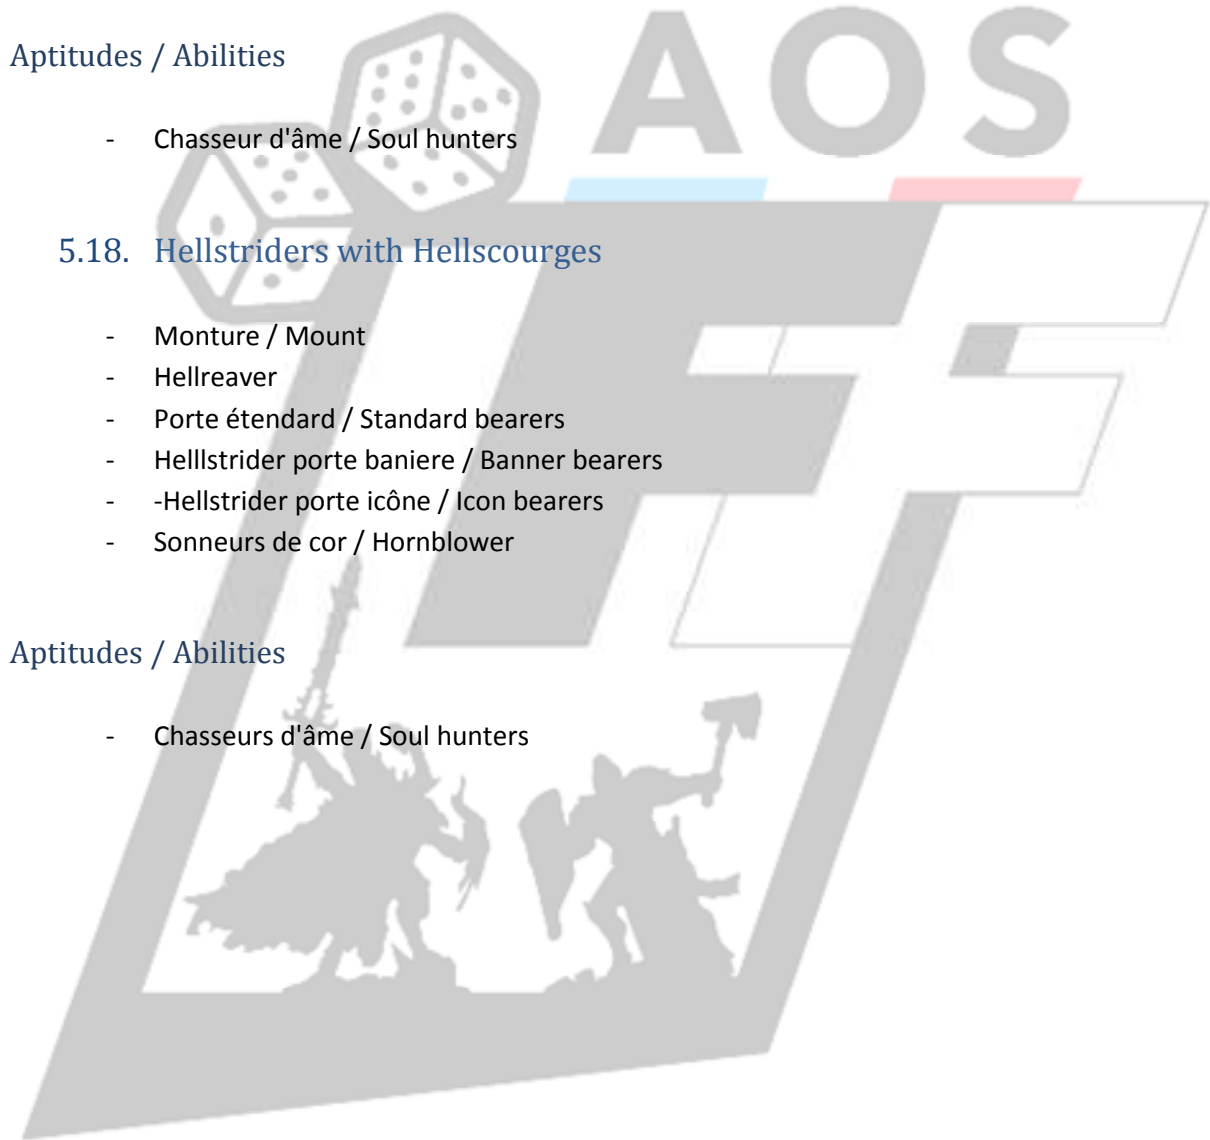 AOS
Aptitudes / Abilities
- Chasseur d'âme / Soul hunters
5.18. Hellstriders with Hellscourges
- Monture / Mount
- Hellreaver
- Porte étendard / Standard bearers
- Helllstrider porte baniere / Banner bearers
- -Hellstrider porte icône / Icon bearers
- Sonneurs de cor / Hornblower
Aptitudes / Abilities
- Chasseurs d'âme / Soul hunters